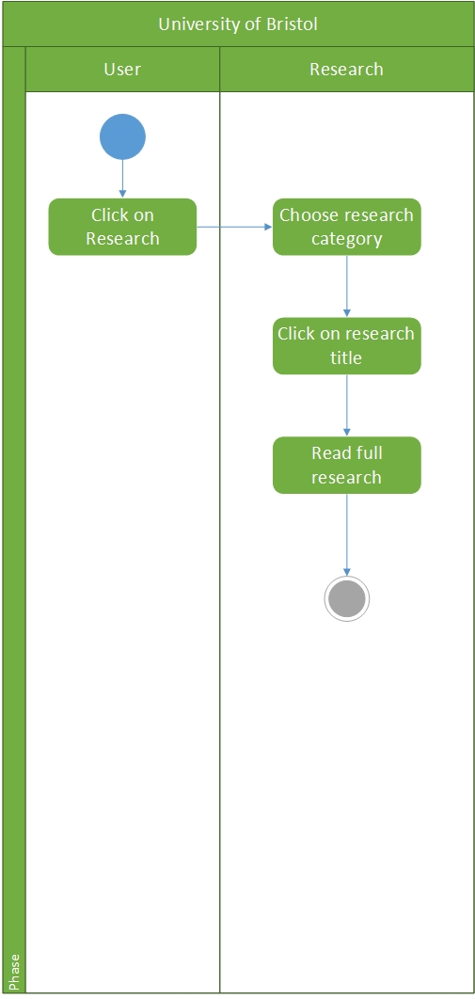 University of Bristol
User
Research
Click on
Research
Choose research
category
Click on research
title
Read full
research
Phase